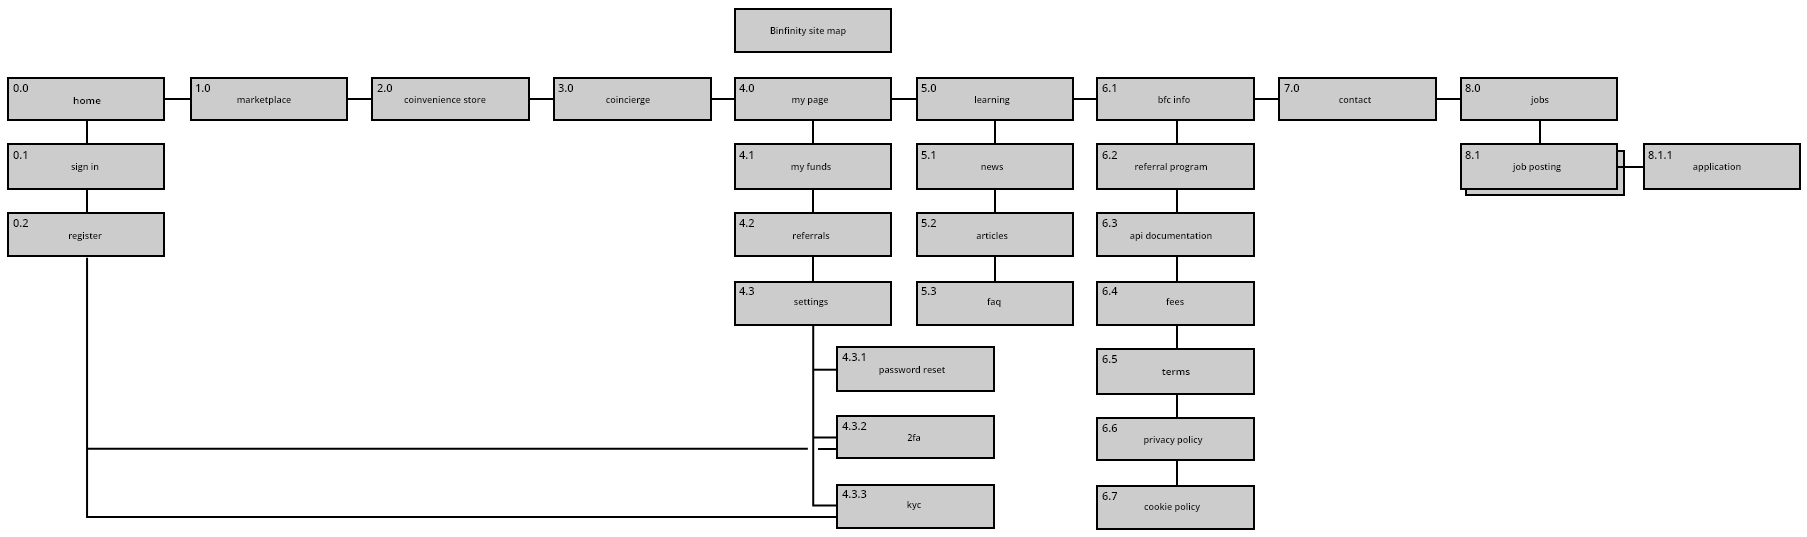 Binfinity site map
0.0 home
1.0 marketplace
2.0 coinvenience store
3.0 coincierge
4.0 my page
5.0 learning
6.1 bfc info
7.0 contact
8.0 jobs
0.1 sign in
4.1 my funds
5.1 news
6.2 referral program
8.1 job posting
8.1.1 application
0.2 register
4.2 referrals
5.2 articles
6.3 api documentation
4.3 settings
5.3 faq
6.4 fees
4.3.1 password reset
6.5 terms
4.3.2 2fa
6.6 privacy policy
4.3.3 kyc
6.7 cookie policy